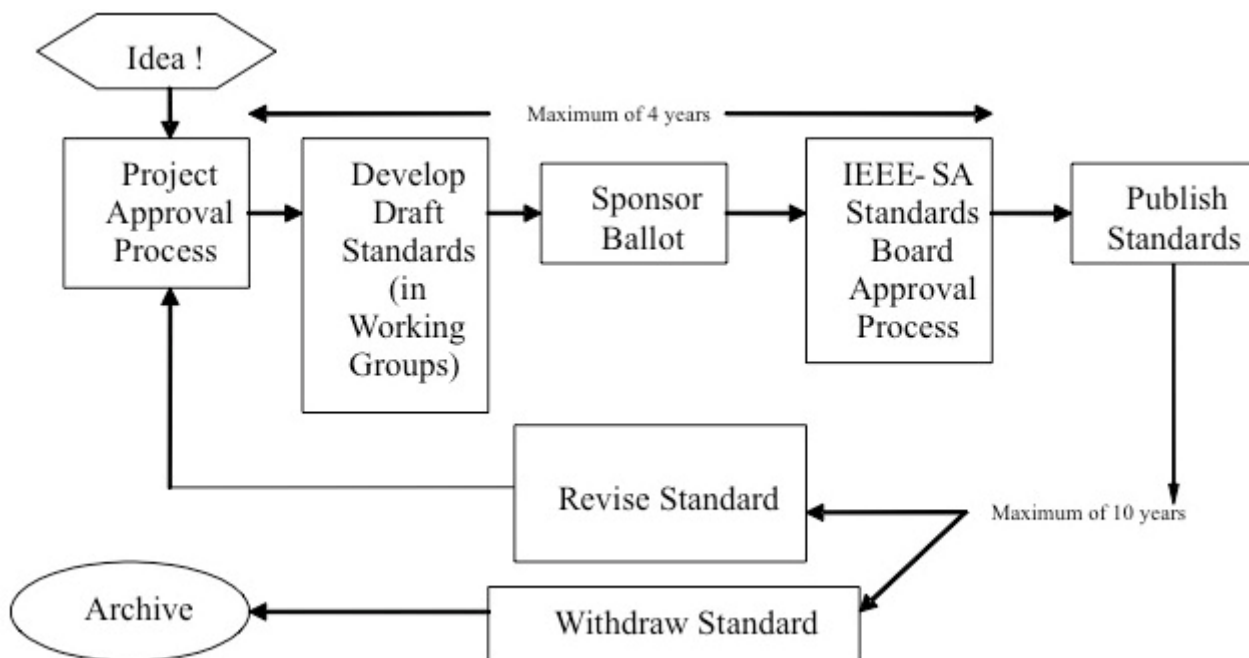 Idea !
Maximum of 4 years
Project
Approval
Process
Develop
Draft
Standards
(in
Working
Groups)
Sponsor
Ballot
IEEE- SA
Standards
Board
Approval
Process
Publish
Standards
Revise Standard
Maximum of 10 years
Archive
Withdraw Standard